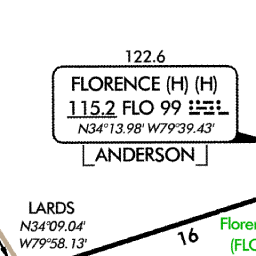 122.6
FLORENCE (H) (H)
115.2 FLO 99
N34°13.98' W79°39.43'
ANDERSON
LARDS
N34°09.04'
W79°58.13'
16